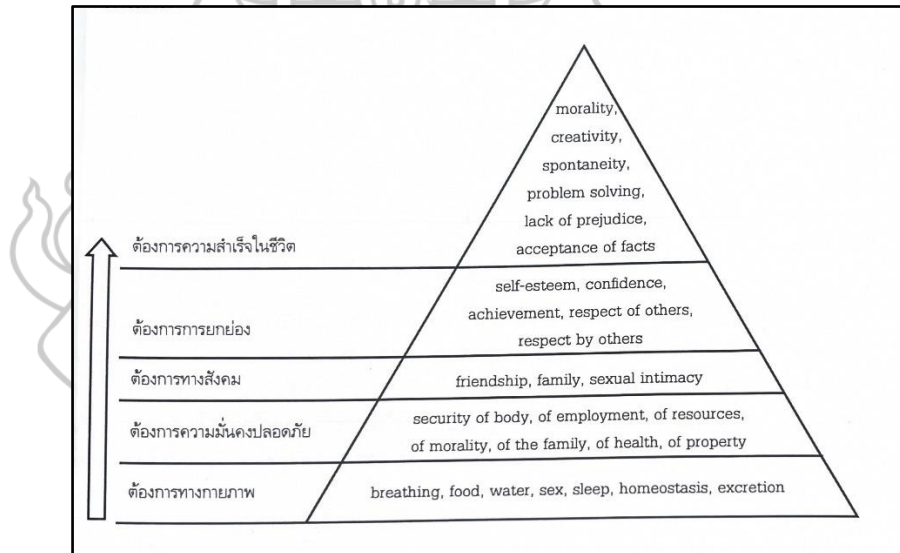 morality,
creativity,
spontaneity,
problem solving,
lack of prejudice,
acceptance of facts
ต้องการความสำเร็จในชีวิต
self-esteem, confidence,
achievement, respect of others,
respect by others
ต้องการการยกย่อง
ต้องการทางสังคม
friendship, family, sexual intimacy
ต้องการความมั่นคงปลอดภัย
security of body, of employment, of resources,
of morality, of the family, of health, of property
ต้องการทางกายภาพ
breathing, food, water, sex, sleep, homeostasis, excretion